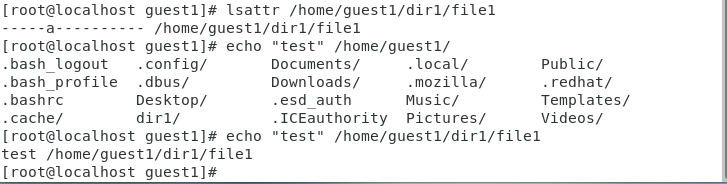 [root@localhost guest1]# lsattr /home/guest1/dir1/file1
-----a---------- /home/guest1/dir1/file1
[root@localhost guest1]# echo "test" /home/guest1/
.bash_logout   .config/       Documents/     .local/        Public/
.bash_profile  .dbus/         Downloads/     .mozilla/      .redhat/
.bashrc        Desktop/       .esd_auth      Music/         Templates/
.cache/        dir1/          .ICEauthority  Pictures/      Videos/
[root@localhost guest1]# echo "test" /home/guest1/dir1/file1
test /home/guest1/dir1/file1
[root@localhost guest1]#